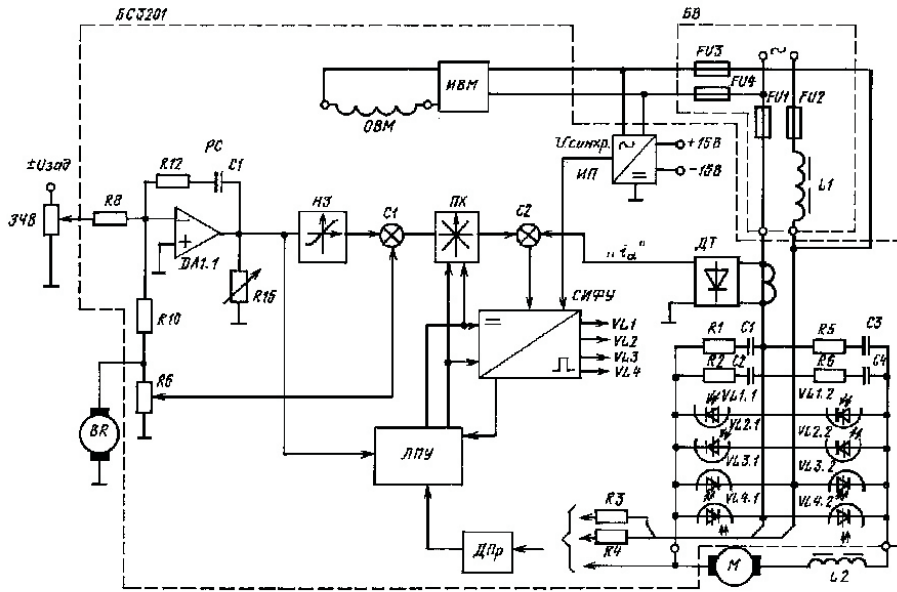 БСЭ201
БВ
FU3
FU4
FU1
FU2
ИВМ
ОВМ
Uсинхр.
ИП
+15В
-15В
L1
±Uзад
РС
R12
C1
ЗЧВ
R8
DA1.1
R15
НЗ
С1
ПХ
С2
„id"
ДТ
R10
R6
BR
СИФУ
VL1
VL2
VL3
VL4
ЛПУ
ДПр
R1
C1
R5
C3
R2
C2
R6
C4
VL1.1
VL1.2
VL2.1
VL2.2
VL3.1
VL3.2
VL4.1
VL4.2
R3
R4
М
L2